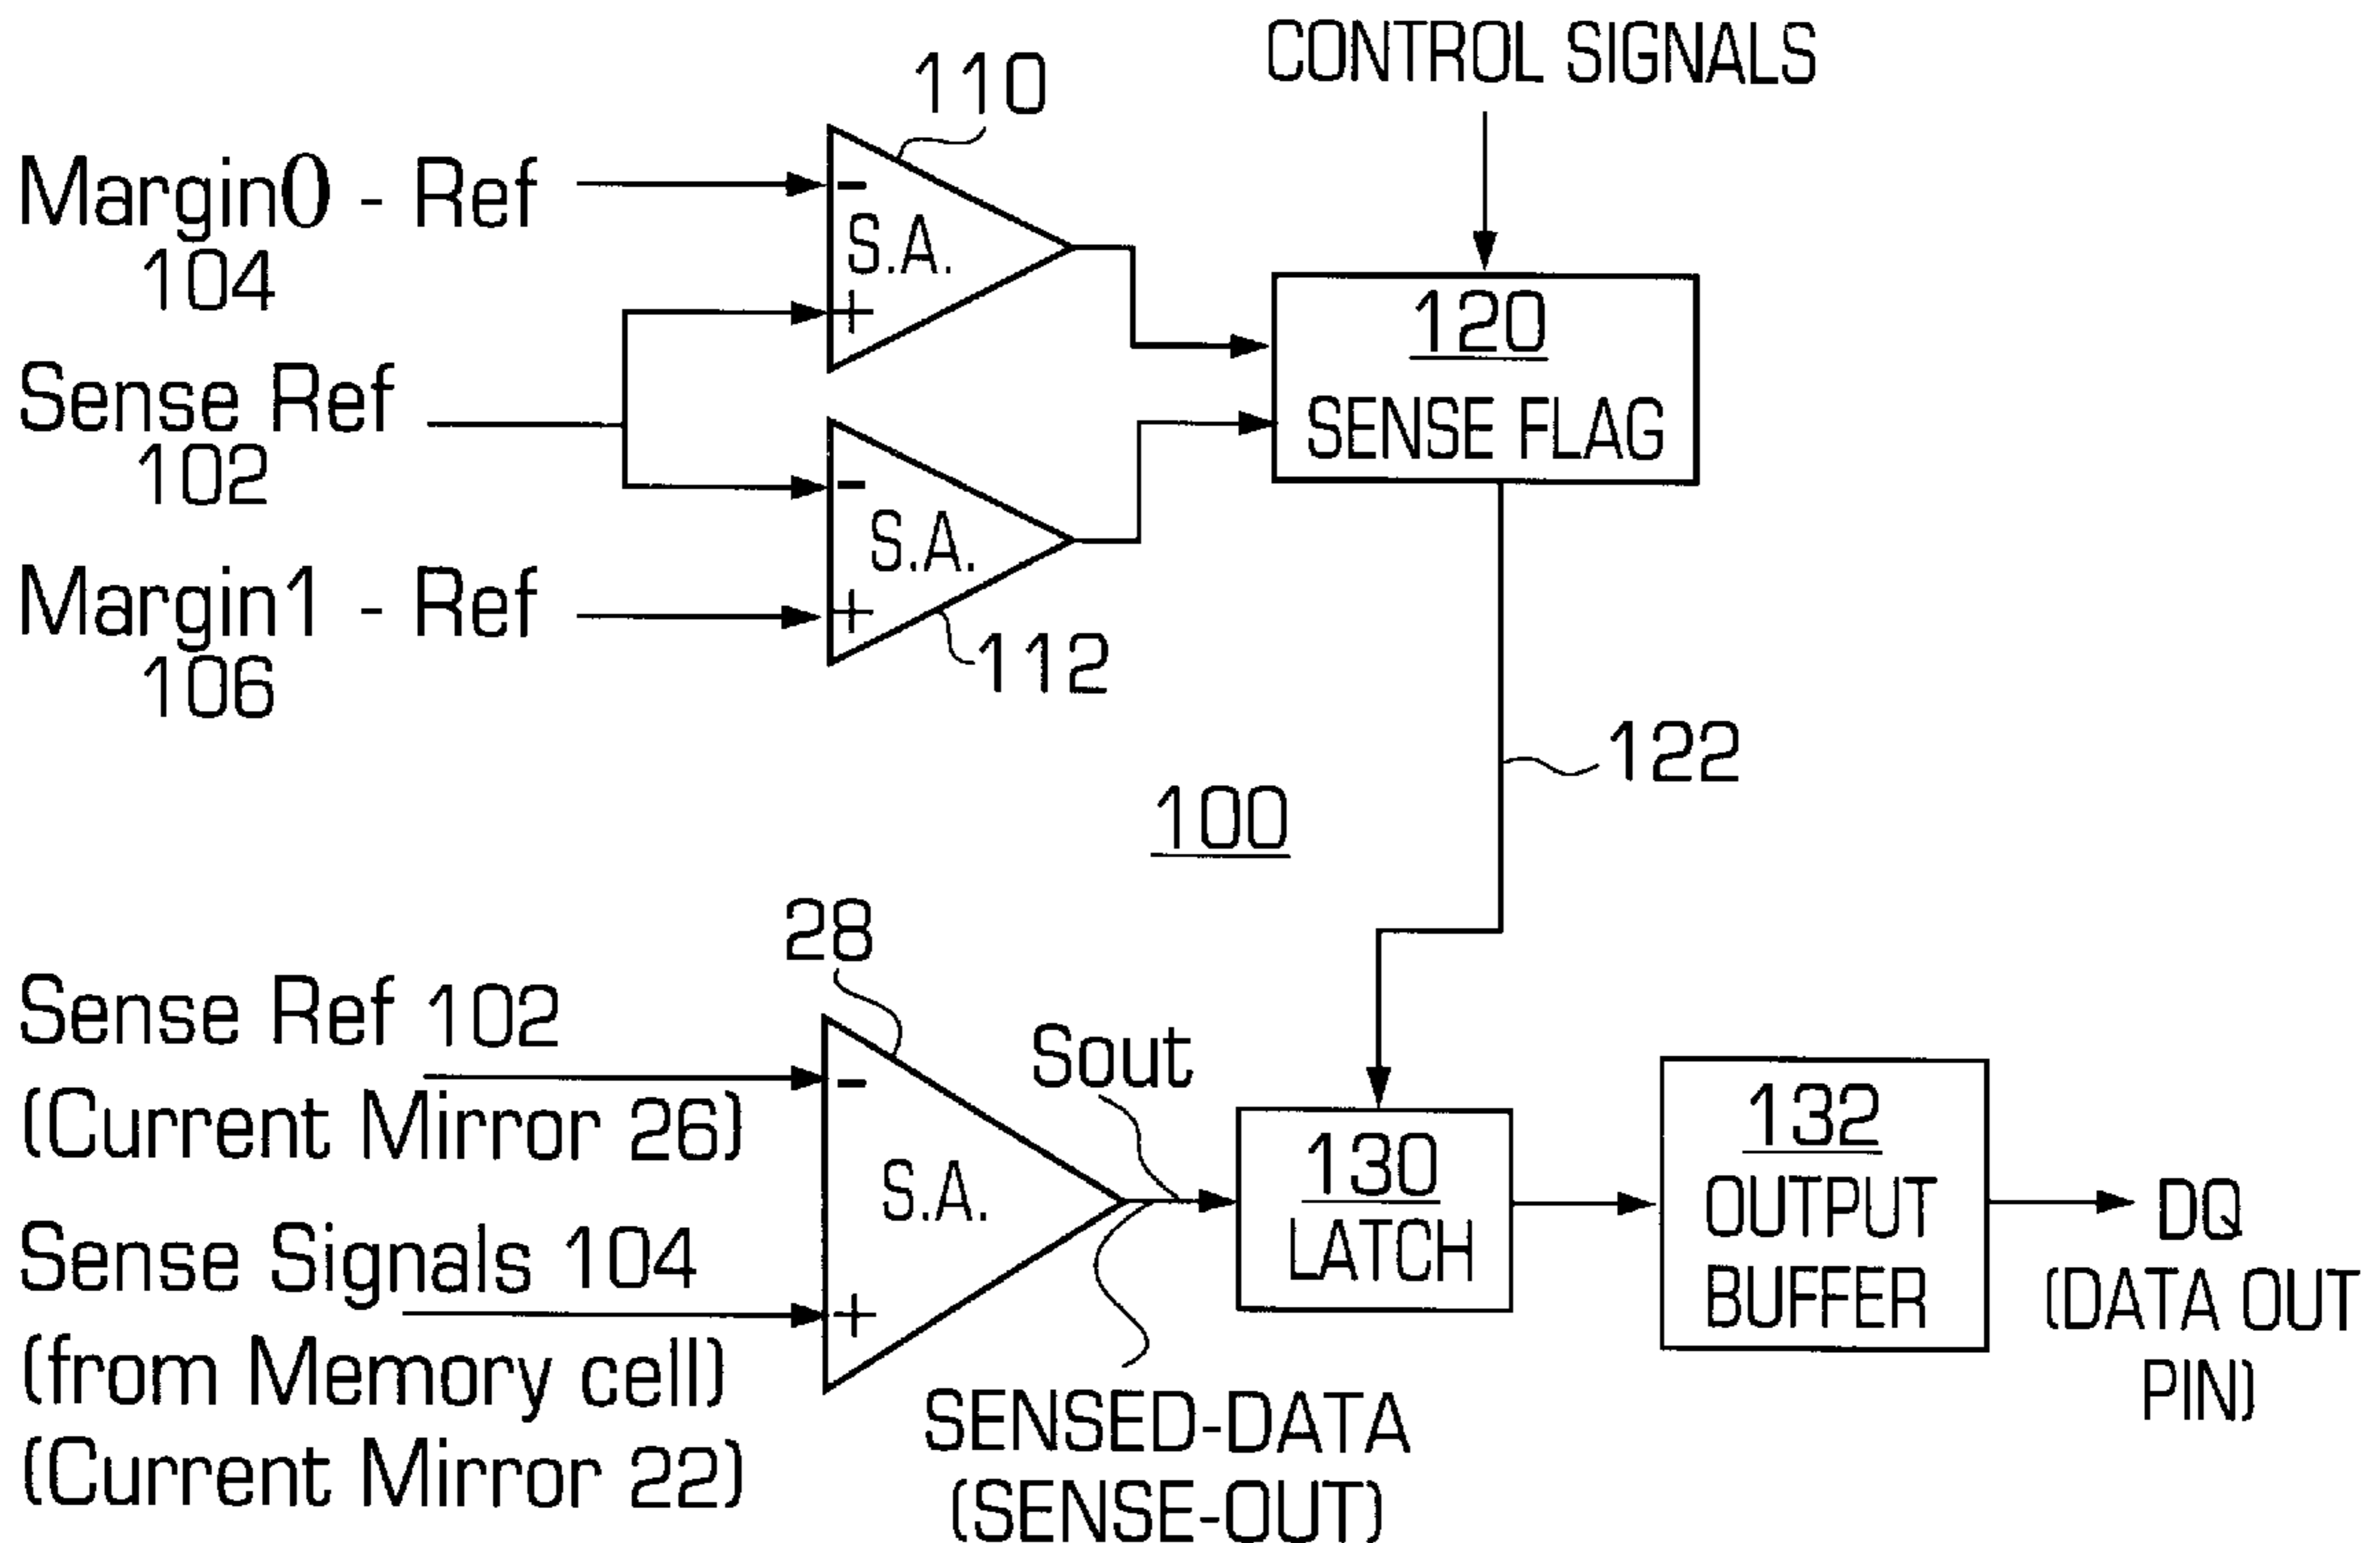 CONTROL SIGNALS
110
Margin0 - Ref
104
-
S.A.
+
120
SENSE FLAG
Sense Ref
102
-
S.A.
+
112
Margin1 - Ref
106
122
100
28
Sense Ref 102
(Current Mirror 26)
-
S.A.
+
Sout
Sense Signals 104
(from Memory cell)
(Current Mirror 22)
SENSED-DATA
(SENSE-OUT)
130
LATCH
132
OUTPUT
BUFFER
DQ
(DATA OUT
PIN)